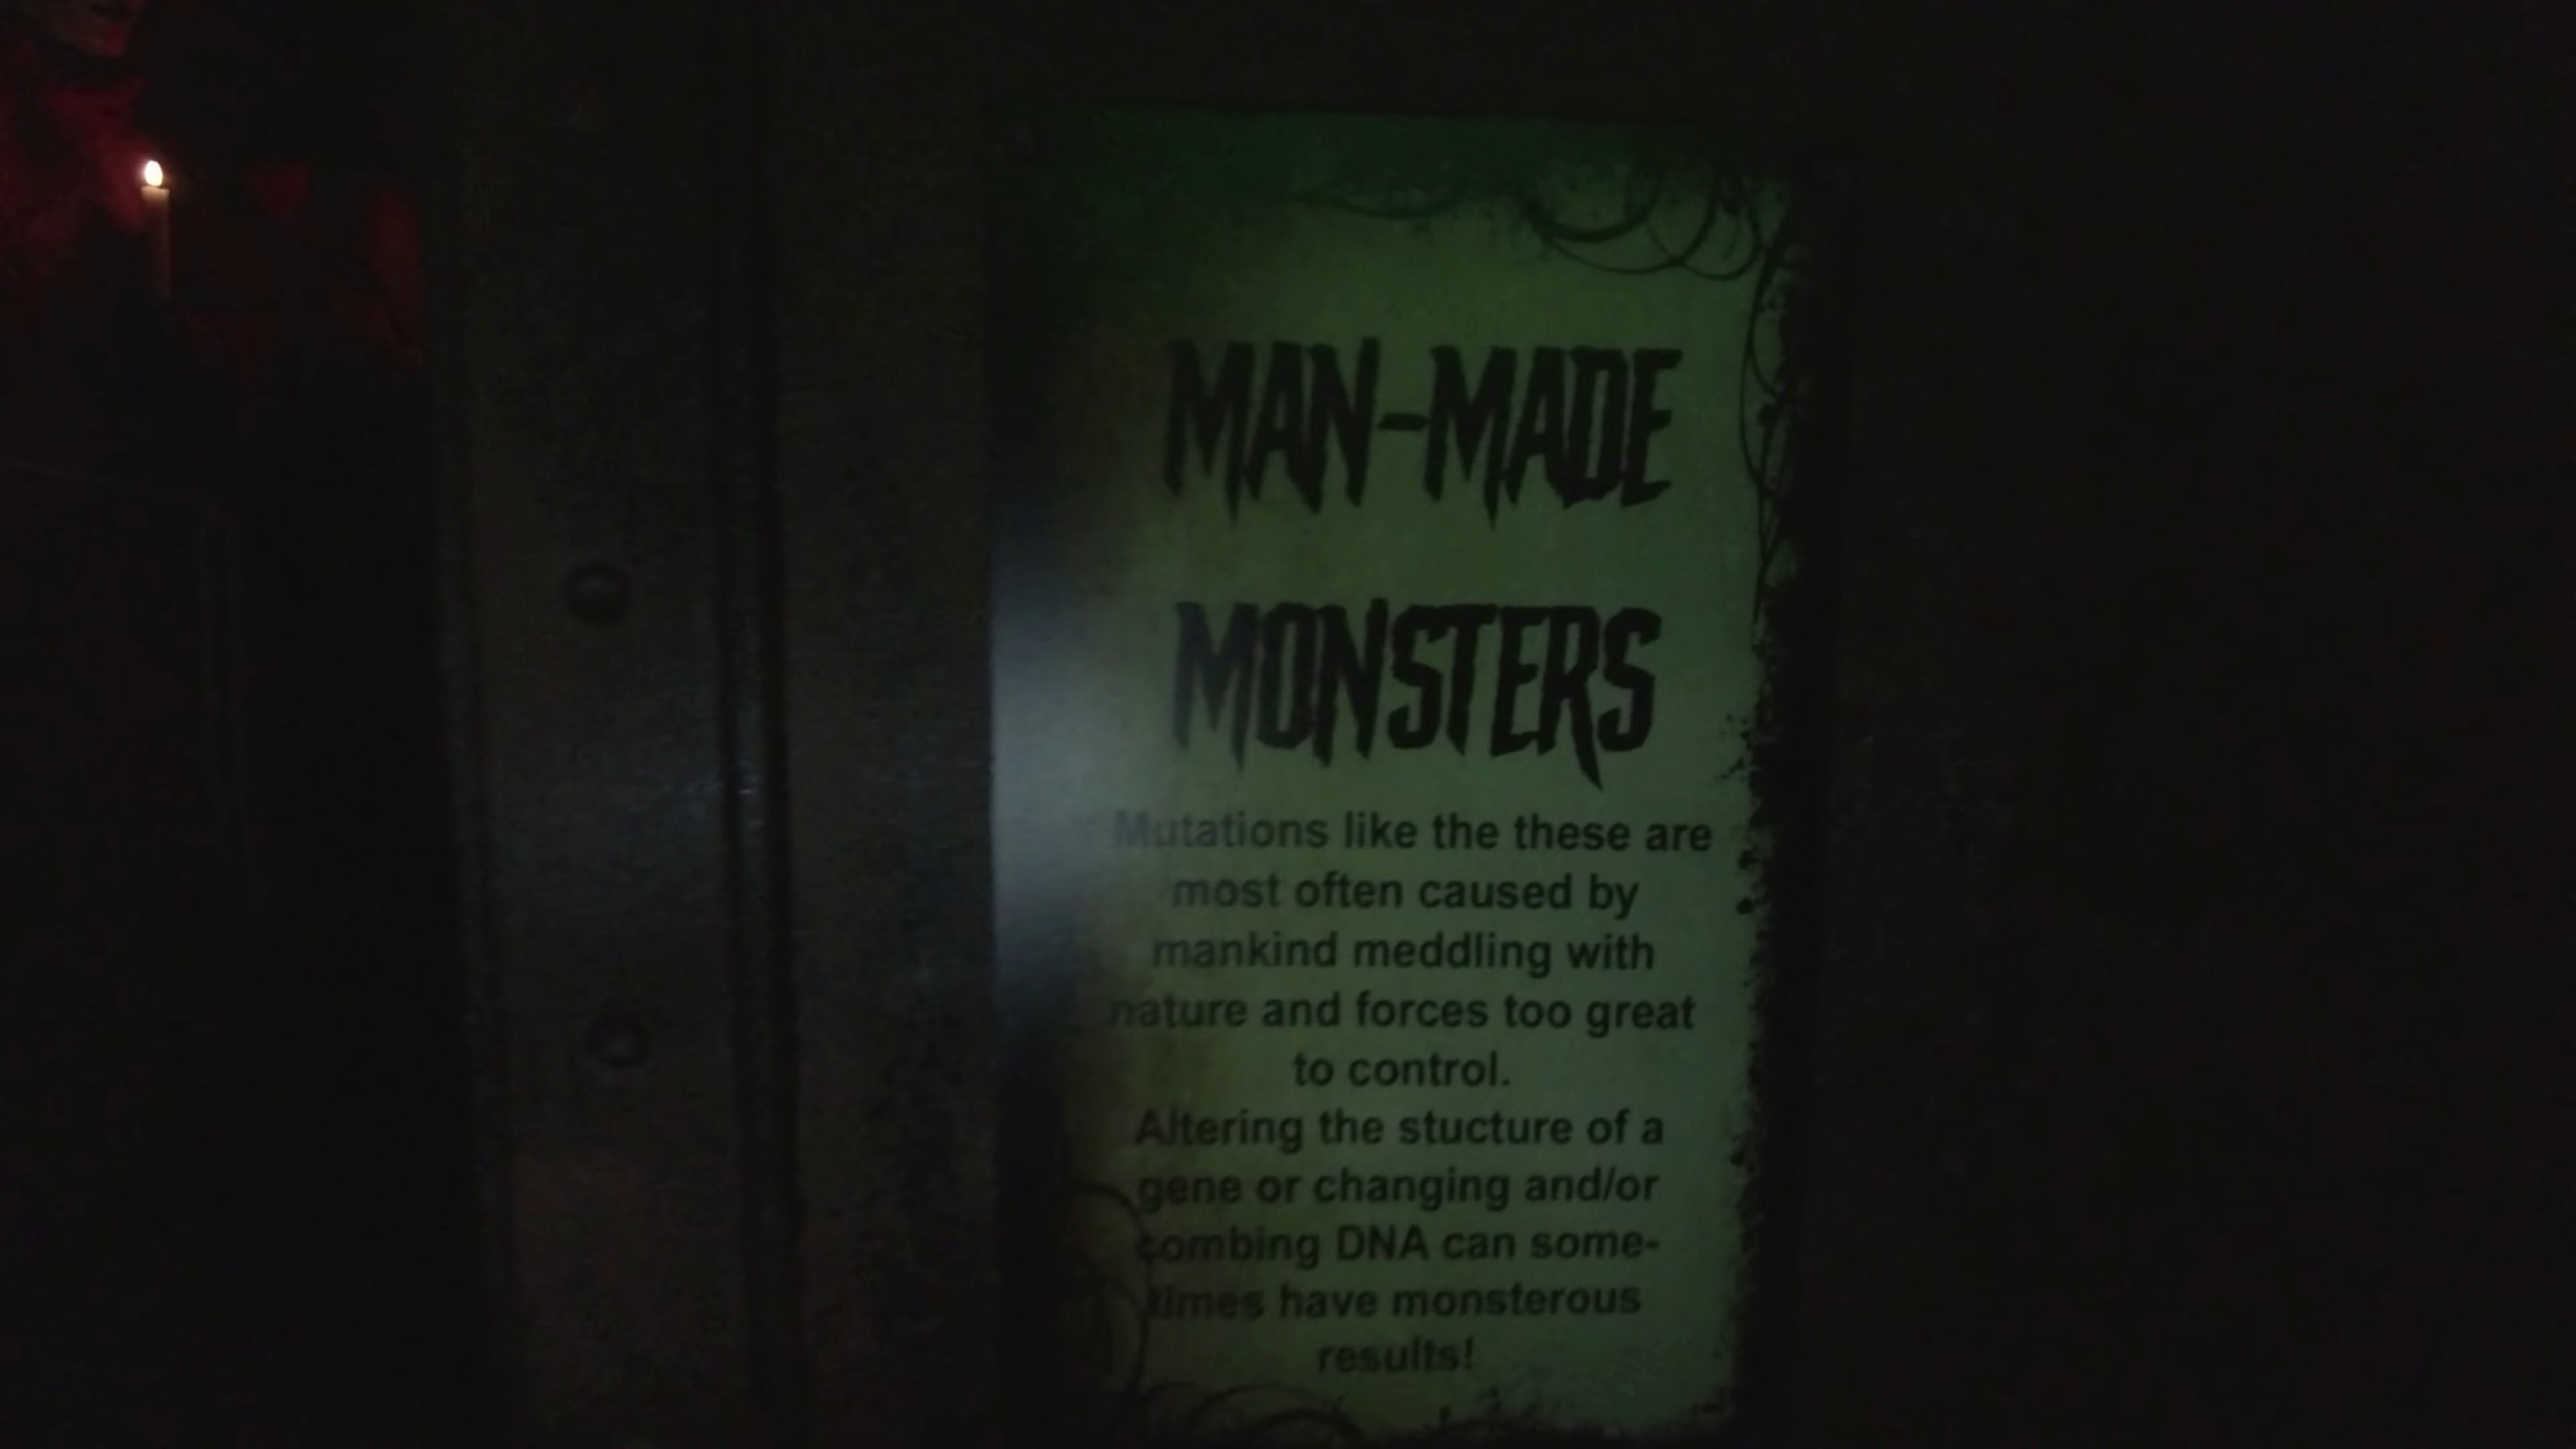 MAN-MADE
MONSTERS
Mutations like the these are
most often caused by
mankind meddling with
nature and forces too great
to control.
Altering the stucture of a
gene or changing and/or
combing DNA can some-
times have monsterous
results!